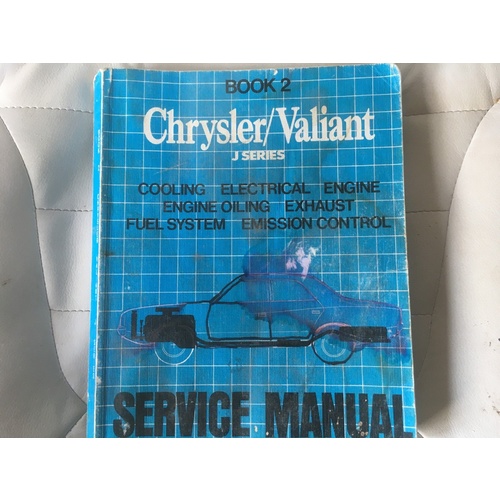 BOOK 2
Chrysler/Valiant
J SERIES
COOLING ELECTRICAL ENGINE
ENGINE OILING EXHAUST
FUEL SYSTEM EMISSION CONTROL
SERVICE MANUAL